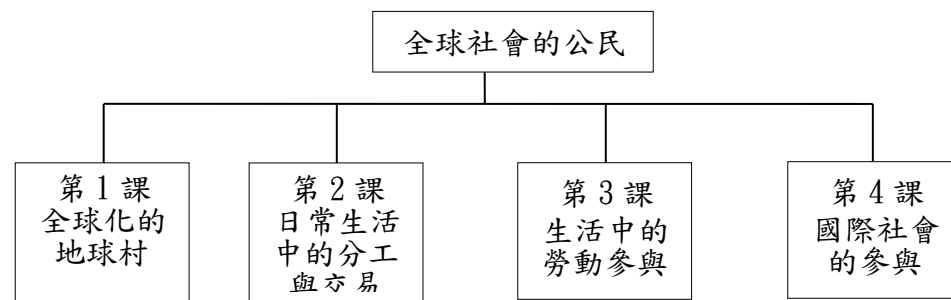 全球社會的公民
第1課
全球化的
地球村
第2課
日常生活
中的分工
與交易
第3課
生活中的
勞動參與
第4課
國際社會
的參與